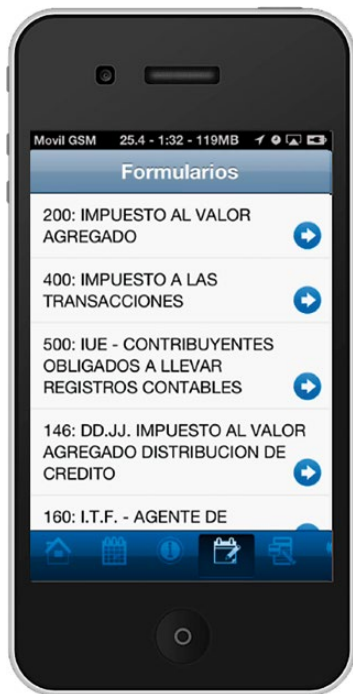 Movil GSM 25.4 - 1:32 - 119MB
Formularios
200: IMPUESTO AL VALOR
AGREGADO
400: IMPUESTO A LAS
TRANSACCIONES
500: IUE - CONTRIBUYENTES
OBLIGADOS A LLEVAR
REGISTROS CONTABLES
146: DD.JJ. IMPUESTO AL VALOR
AGREGADO DISTRIBUCION DE
CREDITO
160: I.T.F. - AGENTE DE